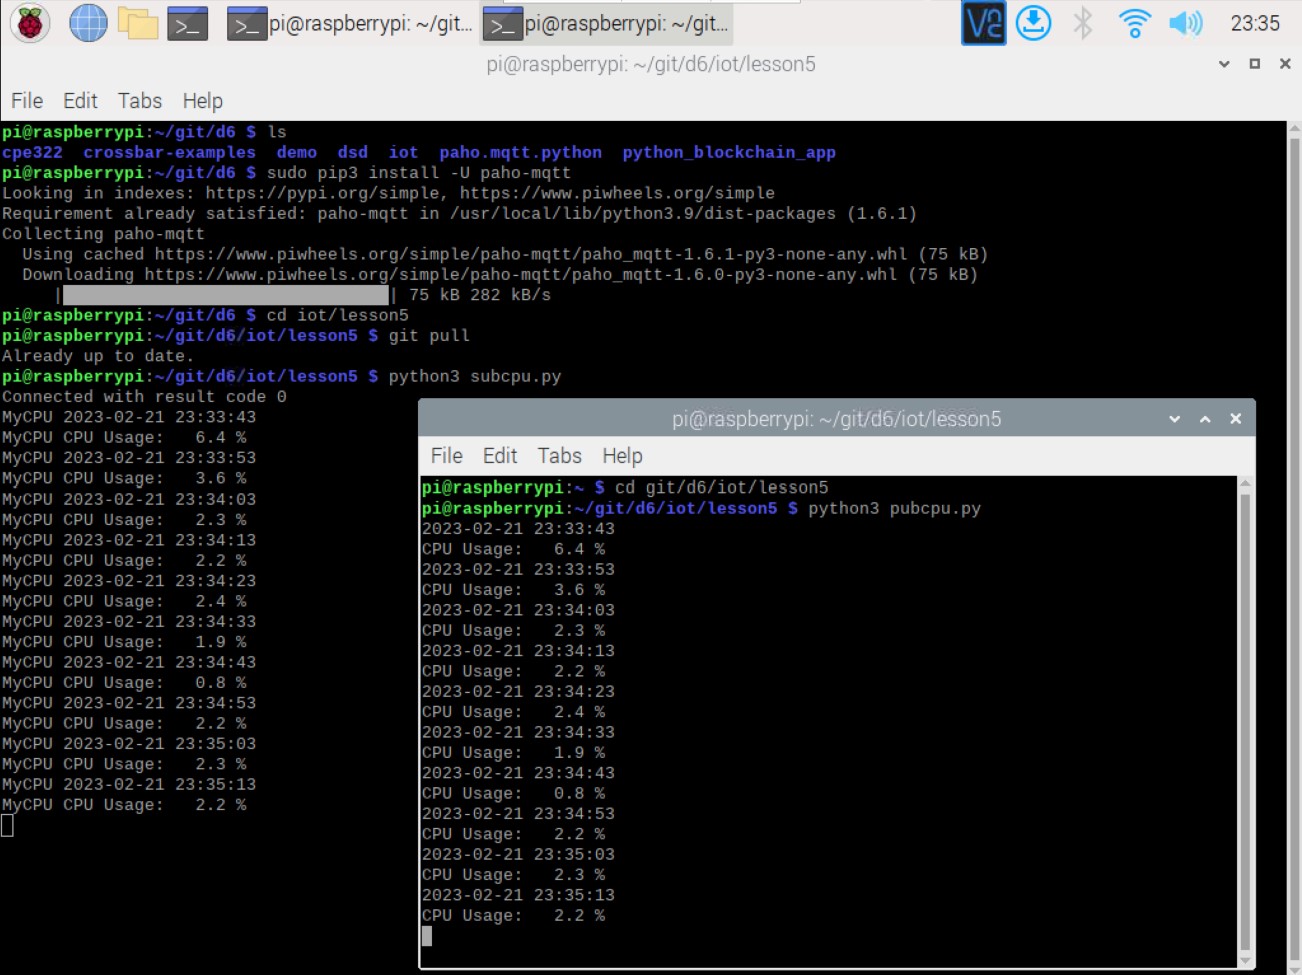 pi@raspberrypi: ~/git... pi@raspberrypi: ~/git... 23:35
pi@raspberrypi: ~/git/d6/iot/lesson5
File Edit Tabs Help
pi@raspberrypi:~/git/d6 $ ls
cpe322  crossbar-examples  demo  dsd  iot  paho.mqtt.python  python_blockchain_app
pi@raspberrypi:~/git/d6 $ sudo pip3 install -U paho-mqtt
Looking in indexes: https://pypi.org/simple, https://www.piwheels.org/simple
Requirement already satisfied: paho-mqtt in /usr/local/lib/python3.9/dist-packages (1.6.1)
Collecting paho-mqtt
  Using cached https://www.piwheels.org/simple/paho-mqtt/paho_mqtt-1.6.1-py3-none-any.whl (75 kB)
  Downloading https://www.piwheels.org/simple/paho-mqtt/paho_mqtt-1.6.0-py3-none-any.whl (75 kB)
| | 75 kB 282 kB/s
pi@raspberrypi:~/git/d6 $ cd iot/lesson5
pi@raspberrypi:~/git/d6/iot/lesson5 $ git pull
Already up to date.
pi@raspberrypi:~/git/d6/iot/lesson5 $ python3 subcpu.py
Connected with result code 0
MyCPU 2023-02-21 23:33:43
MyCPU CPU Usage:   6.4 %
MyCPU 2023-02-21 23:33:53
MyCPU CPU Usage:   3.6 %
MyCPU 2023-02-21 23:34:03
MyCPU CPU Usage:   2.3 %
MyCPU 2023-02-21 23:34:13
MyCPU CPU Usage:   2.2 %
MyCPU 2023-02-21 23:34:23
MyCPU CPU Usage:   2.4 %
MyCPU 2023-02-21 23:34:33
MyCPU CPU Usage:   1.9 %
MyCPU 2023-02-21 23:34:43
MyCPU CPU Usage:   0.8 %
MyCPU 2023-02-21 23:34:53
MyCPU CPU Usage:   2.2 %
MyCPU 2023-02-21 23:35:03
MyCPU CPU Usage:   2.3 %
MyCPU 2023-02-21 23:35:13
MyCPU CPU Usage:   2.2 %
pi@raspberrypi: ~/git/d6/iot/lesson5
File Edit Tabs Help
pi@raspberrypi:~ $ cd git/d6/iot/lesson5
pi@raspberrypi:~/git/d6/iot/lesson5 $ python3 pubcpu.py
2023-02-21 23:33:43
CPU Usage:   6.4 %
2023-02-21 23:33:53
CPU Usage:   3.6 %
2023-02-21 23:34:03
CPU Usage:   2.3 %
2023-02-21 23:34:13
CPU Usage:   2.2 %
2023-02-21 23:34:23
CPU Usage:   2.4 %
2023-02-21 23:34:33
CPU Usage:   1.9 %
2023-02-21 23:34:43
CPU Usage:   0.8 %
2023-02-21 23:34:53
CPU Usage:   2.2 %
2023-02-21 23:35:03
CPU Usage:   2.3 %
2023-02-21 23:35:13
CPU Usage:   2.2 %